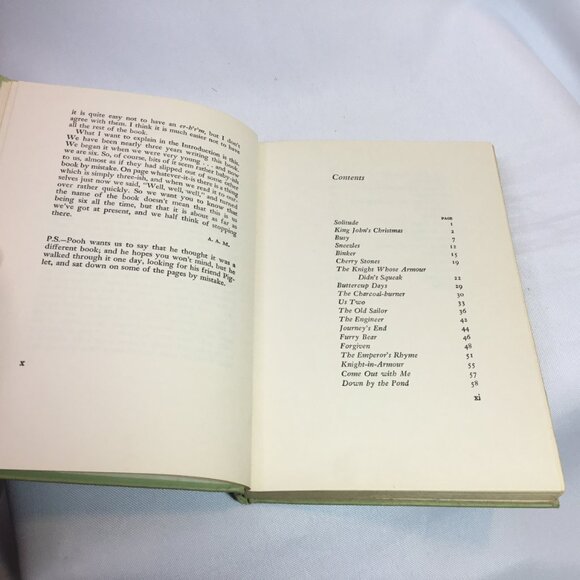 it is quite easy not to have an er-h'r'm, but I don't
agree with them. I think it is much easier not to have
all the rest of the book.
What I want to explain in the Introduction is this.
We have been nearly three years writing this book.
We began it when we were very young . . . and now
we are six. So, of course, bits of it seem rather baby-ish
to us, almost as if they had slipped out of some other
book by mistake. On page whatever-it-is there is a thing
which is simply three-ish, and when we read it to our-
selves just now we said, "Well, well, well," and turned
over rather quickly. So we want you to know that
the name of the book doesn't mean that this is us
being six all the time, but that it is about as far as
we've got at present, and we half think of stopping
there.
A. A. M.
P.S.—Pooh wants us to say that he thought it was a
different book; and he hopes you won't mind, but he
walked through it one day, looking for his friend Pig-
let, and sat down on some of the pages by mistake.
x
Contents
PAGE
Solitude 1
King John's Christmas 2
Busy 7
Sneezles 12
Binker 15
Cherry Stones 19
The Knight Whose Armour
Didn't Squeak 22
Buttercup Days 29
The Charcoal-burner 30
Us Two 33
The Old Sailor 36
The Engineer 42
Journey's End 44
Furry Bear 46
Forgiven 48
The Emperor's Rhyme 51
Knight-in-Armour 55
Come Out with Me 57
Down by the Pond 58
xi